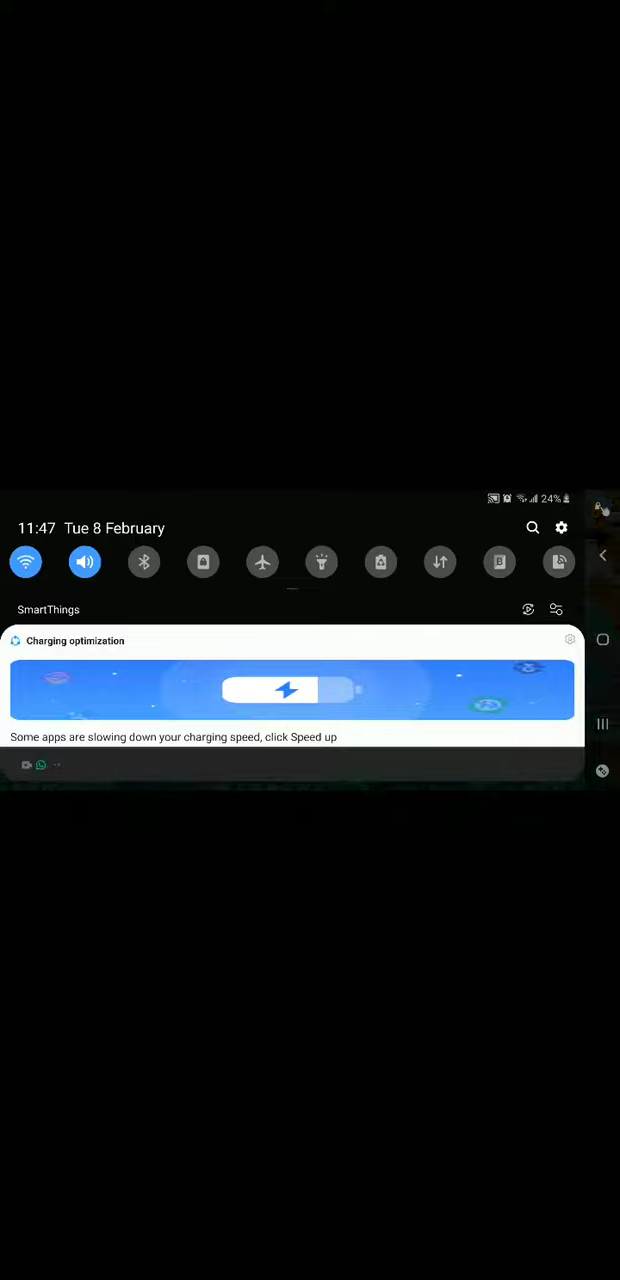 24%
11:47 Tue 8 February
SmartThings
Charging optimization
Some apps are slowing down your charging speed, click Speed up